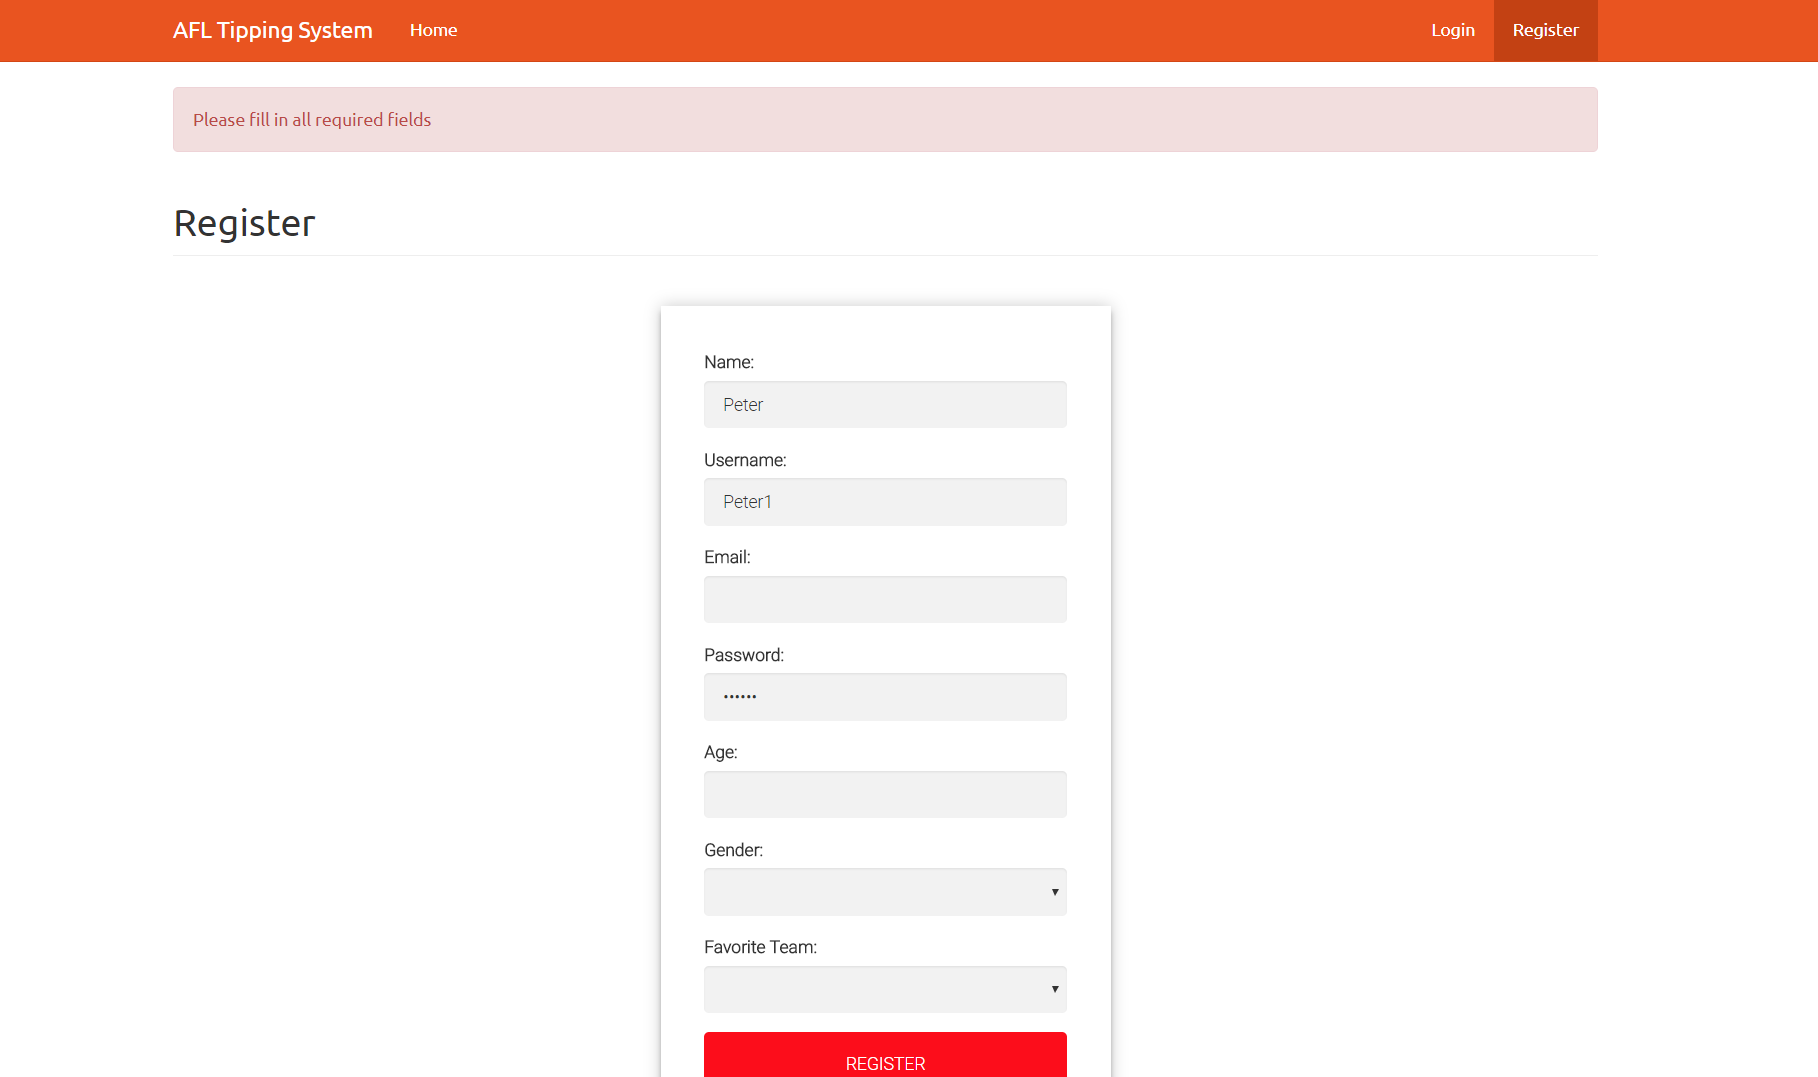 AFL Tipping System Home Login Register
Please fill in all required fields
Register
Name:
Peter
Username:
Peter1
Email:
Password:
••••••
Age:
Gender:
Favorite Team:
REGISTER